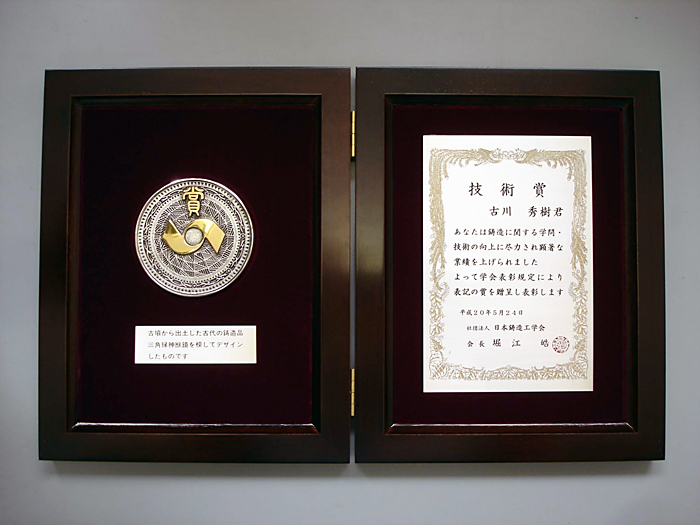 賞
古墳から出土した古代の鋳造品
三角縁神獣鏡を模してデザイン
したものです
技術賞
古川 秀樹君
あなたは鋳造に関する学問・
技術の向上に尽力され顕著な
業績を上げられました
よって学会表彰規定により
表記の賞を贈呈し表彰します
平成20年5月24日
社団法人 日本鋳造工学会
会長 堀江 皓